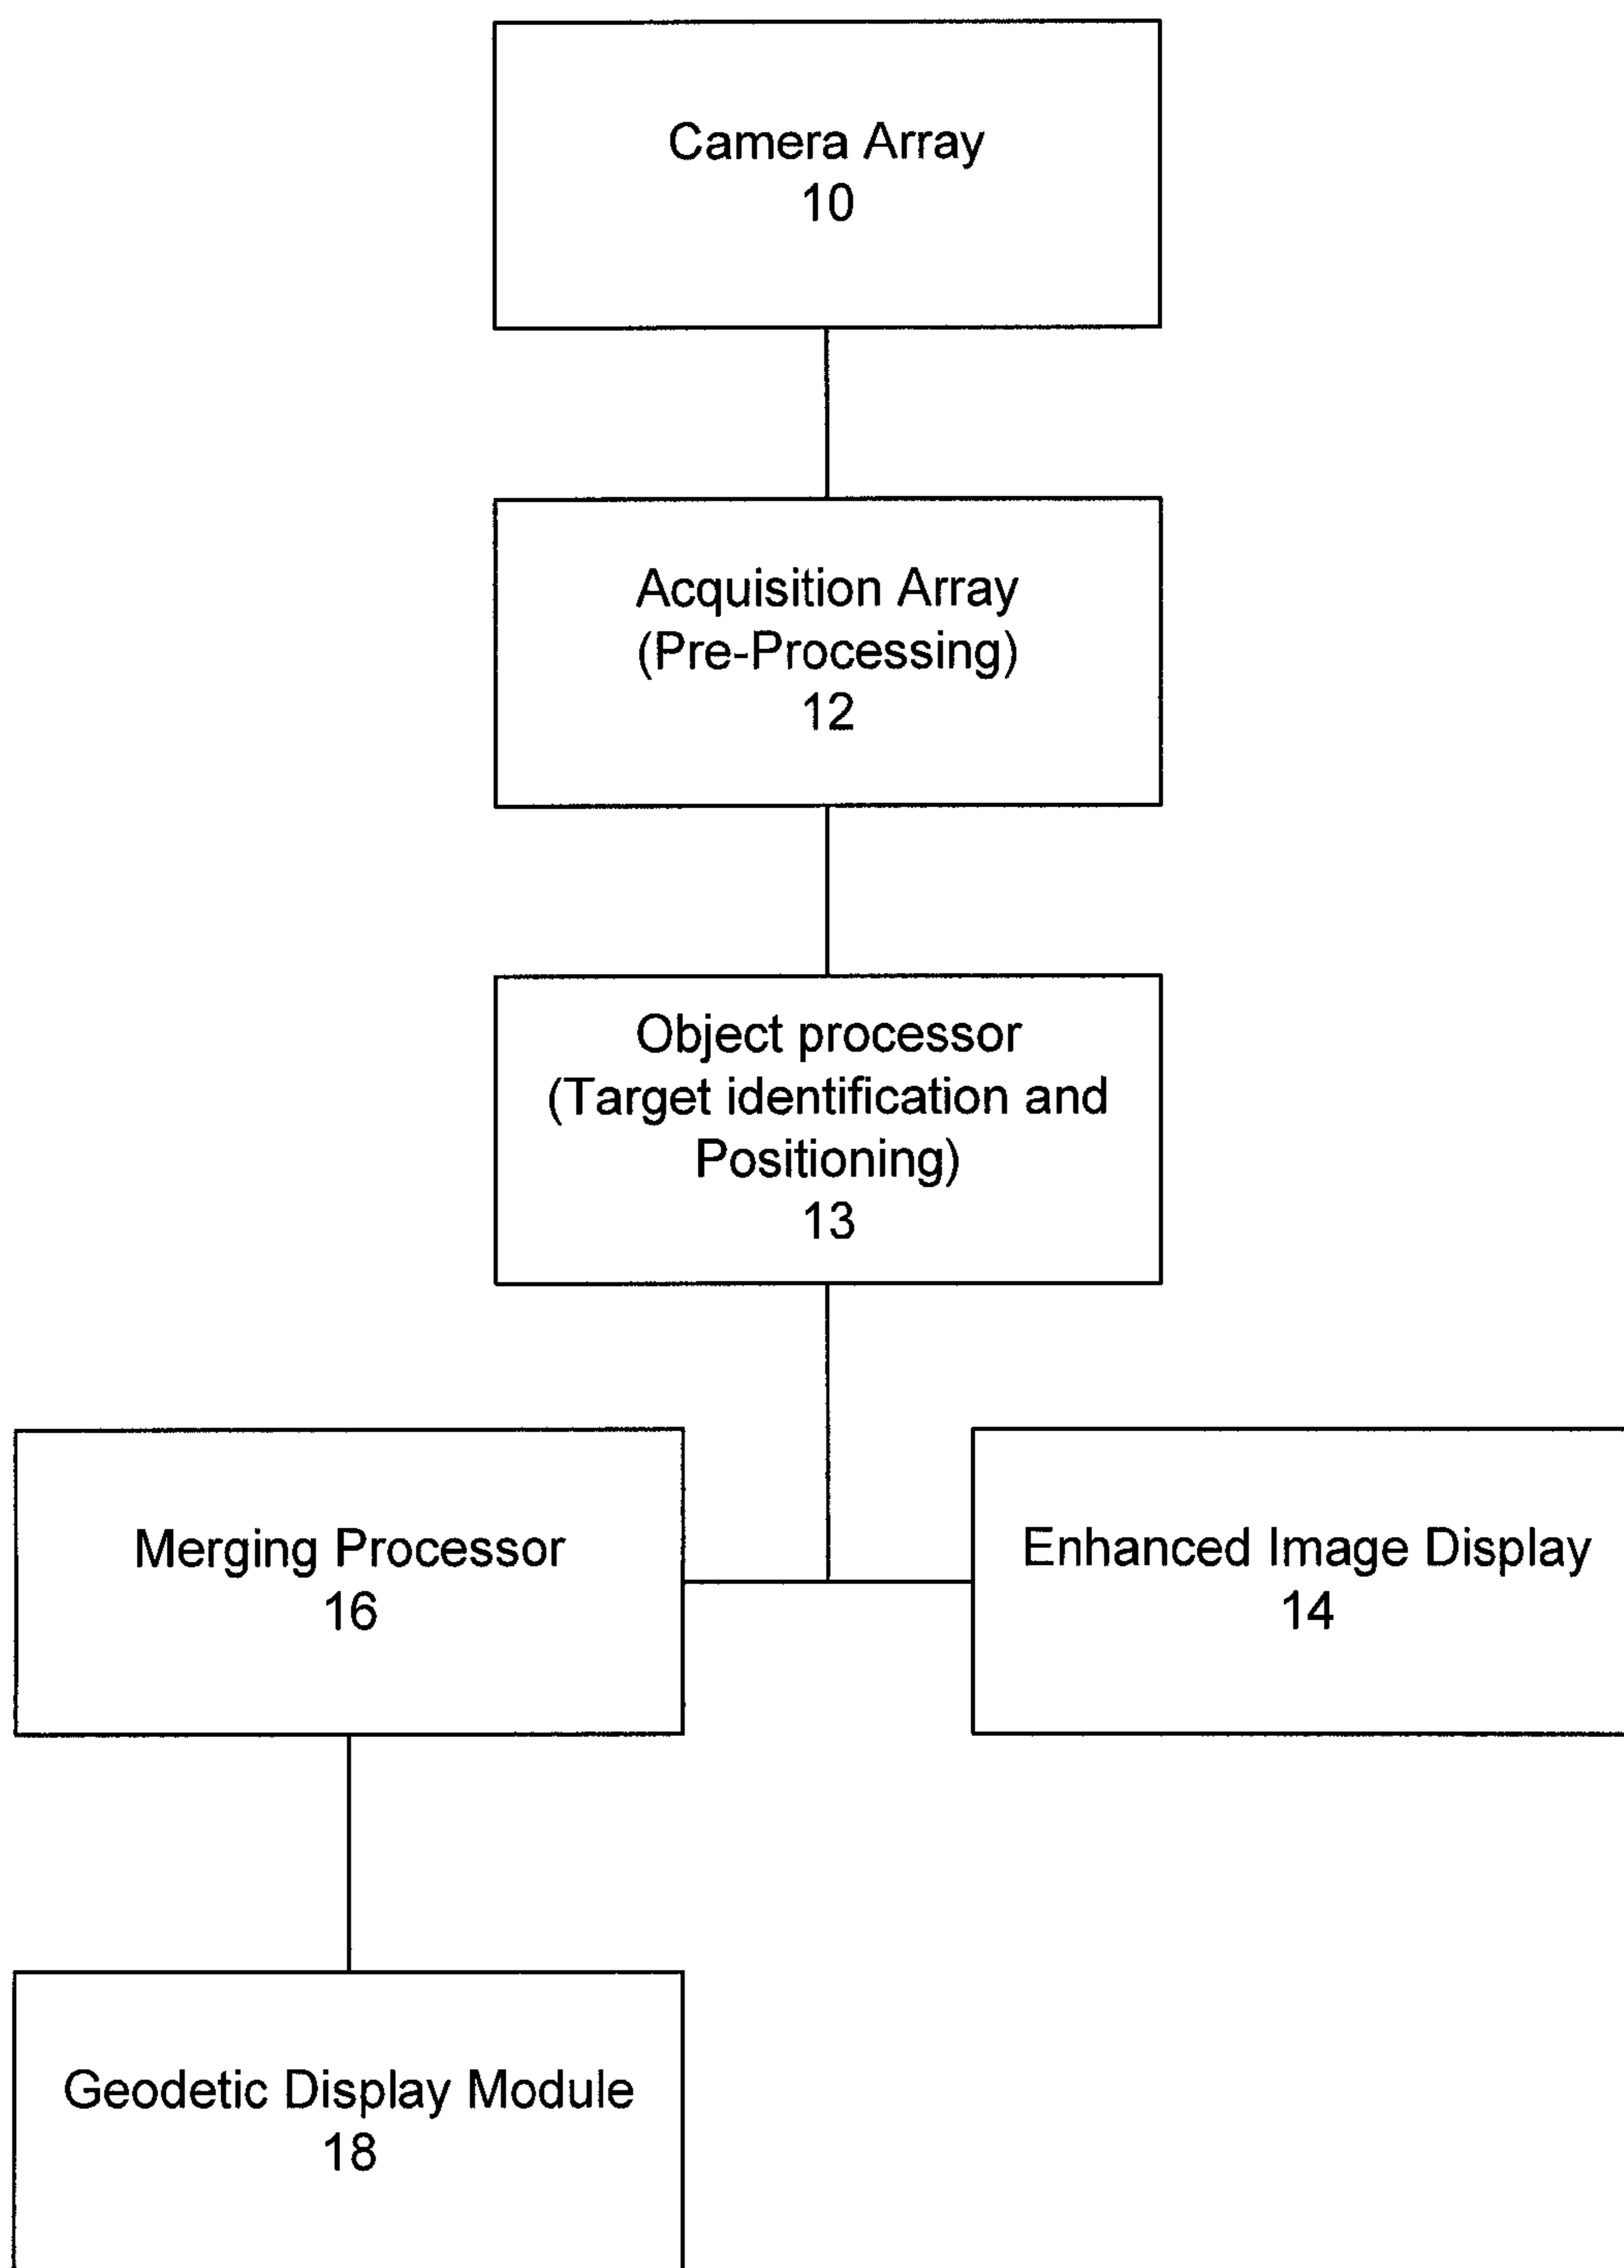 Camera Array
10
Acquisition Array
(Pre-Processing)
12
Object processor
(Target identification and
Positioning)
13
Merging Processor
16
Enhanced Image Display
14
Geodetic Display Module
18